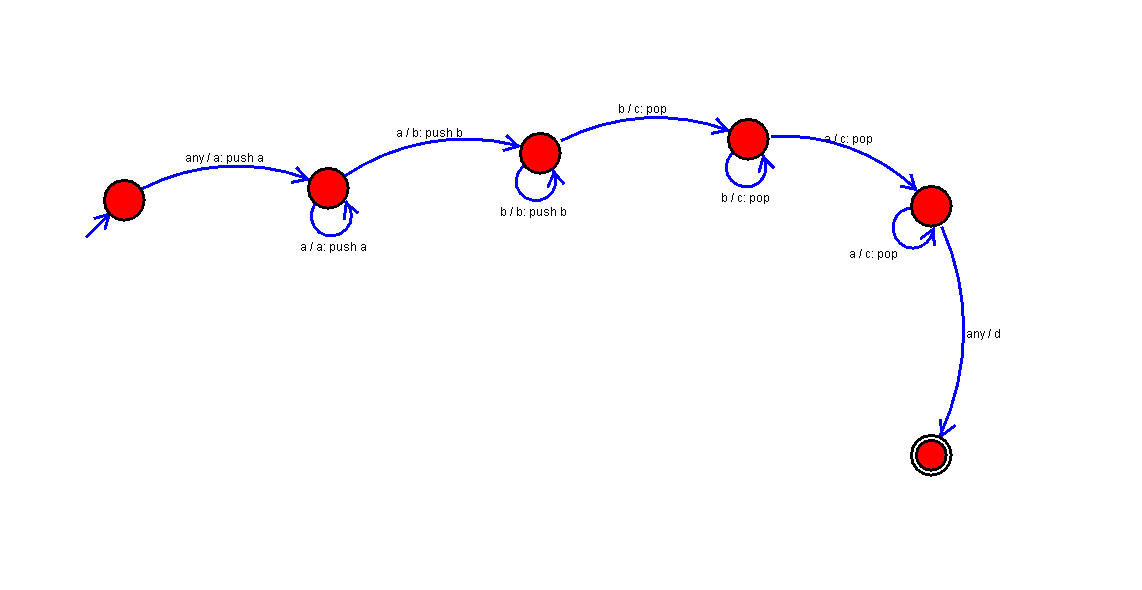 any / a: push a
a / a: push a
a / b: push b
b / b: push b
b / c: pop
b / c: pop
a / c: pop
a / c: pop
any / d